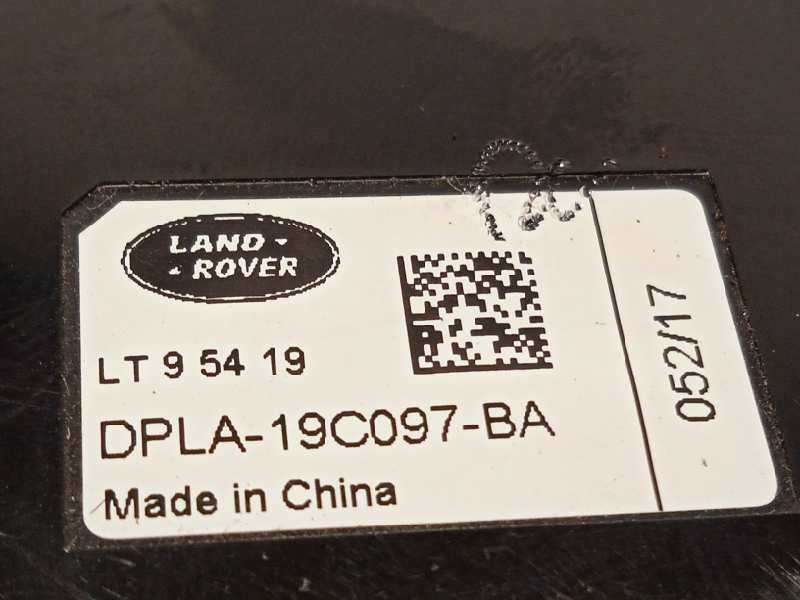 LAND
ROVER
LT 9 54 19
DPLA-19C097-BA
Made in China
052/17